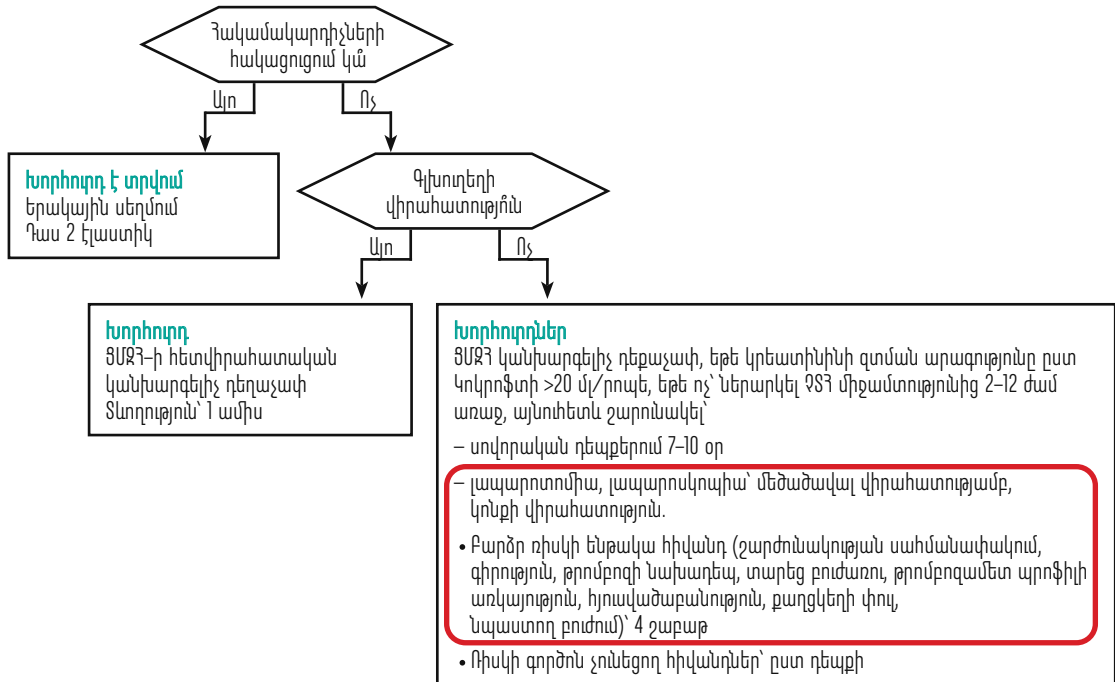 Հակամակարդիչների
հակացուցում կա՞
Այո
Ոչ
Խորհուրդ է տրվում
Երակային սեղմում
Դաս 2 էլաստիկ
Գլխուղեղի
վիրահատությո՞ւն
Այո
Ոչ
Խորհուրդ
ՑՄԶՀ–ի հետվիրահատական
կանխարգելիչ դեղաչափ
Տևողություն՝ 1 ամիս
Խորհուրդներ
ՑՄԶՀ կանխարգելիչ դեքաչափ, եթե կրեատինինի զտման արագությունը ըստ
Կոկրոֆտի >20 մլ/րոպե, եթե ոչ՝ ներարկել ՉՏՀ միջամտությունից 2–12 ժամ
առաջ, այնուհետև շարունակել՝
– սովորական դեպքերում 7–10 օր
– լապարոտոմիա, լապարոսկոպիա՝ մեծածավալ վիրահատությամբ,
կոնքի վիրահատություն.
• Բարձր ռիսկի ենթակա հիվանդ (շարժունակության սահմանափակում,
գիրություն, թրոմբոզի նախադեպ, տարեց բուժառու, թրոմբոզամետ պրոֆիլի
առկայություն, հյուսվածաբանություն, քաղցկեղի փուլ,
նպաստող բուժում)՝ 4 շաբաթ
• Ռիսկի գործոն չունեցող հիվանդներ՝ ըստ դեպքի